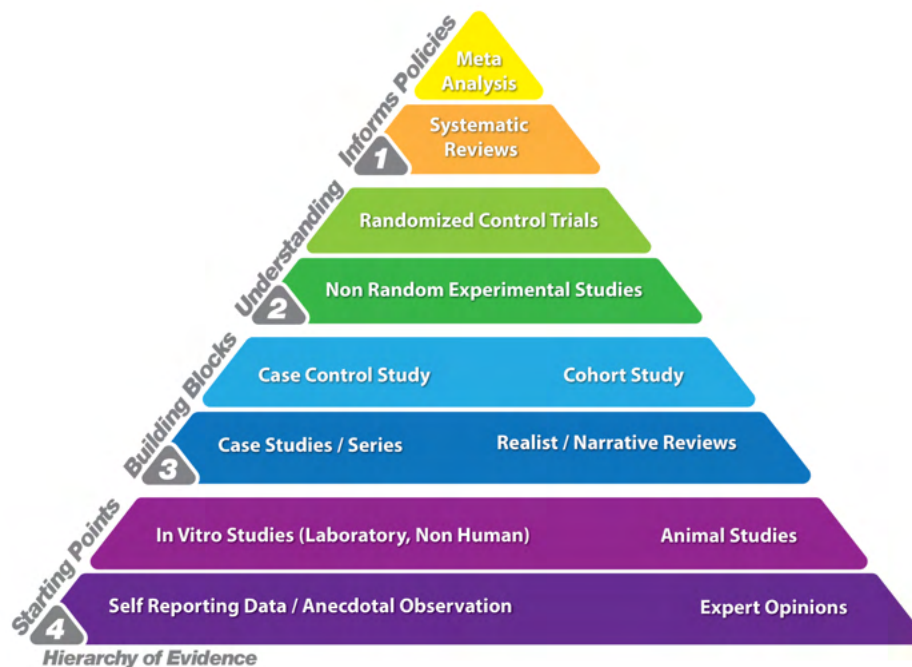 Meta
Analysis
Informs Policies
Systematic
Reviews
1
Randomized Control Trials
Understanding
Non Random Experimental Studies
2
Case Control Study
Cohort Study
Building Blocks
Case Studies / Series
Realist / Narrative Reviews
3
In Vitro Studies (Laboratory, Non Human)
Animal Studies
Starting Points
Self Reporting Data / Anecdotal Observation
Expert Opinions
4
Hierarchy of Evidence